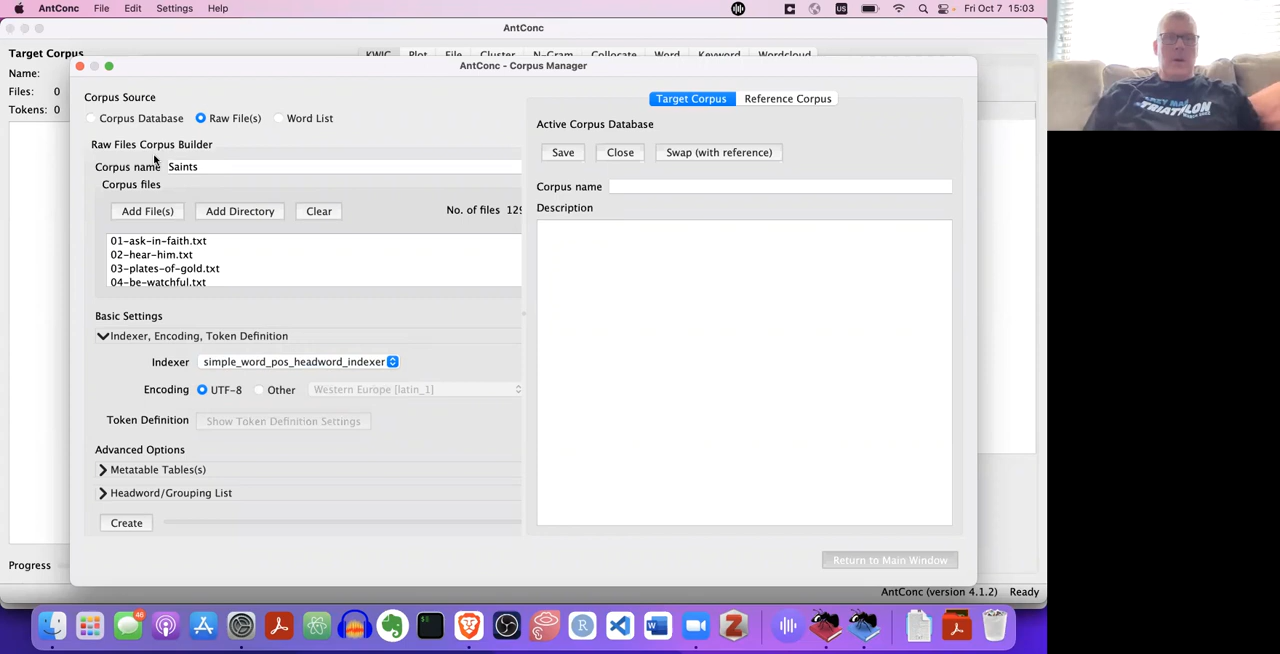 AntConc File Edit Settings Help
US Fri Oct 7 15:03
AntConc
Target Corpus
Name:
Files: 0
Tokens: 0
KWIC Plot File Cluster N-Gram Collocate Word Keyword Wordcloud
AntConc - Corpus Manager
Corpus Source
Corpus Database Raw File(s) Word List
Raw Files Corpus Builder
Corpus name Saints
Corpus files
Add File(s) Add Directory Clear No. of files 129
01-ask-in-faith.txt
02-hear-him.txt
03-plates-of-gold.txt
04-be-watchful.txt
Basic Settings
Indexer, Encoding, Token Definition
Indexer simple_word_pos_headword_indexer
Encoding UTF-8 Other Western Europe [latin_1]
Token Definition Show Token Definition Settings
Advanced Options
Metatable Tables(s)
Headword/Grouping List
Create
Target Corpus Reference Corpus
Active Corpus Database
Save Close Swap (with reference)
Corpus name
Description
Return to Main Window
Progress
AntConc (version 4.1.2) Ready
46
TRIATHLON